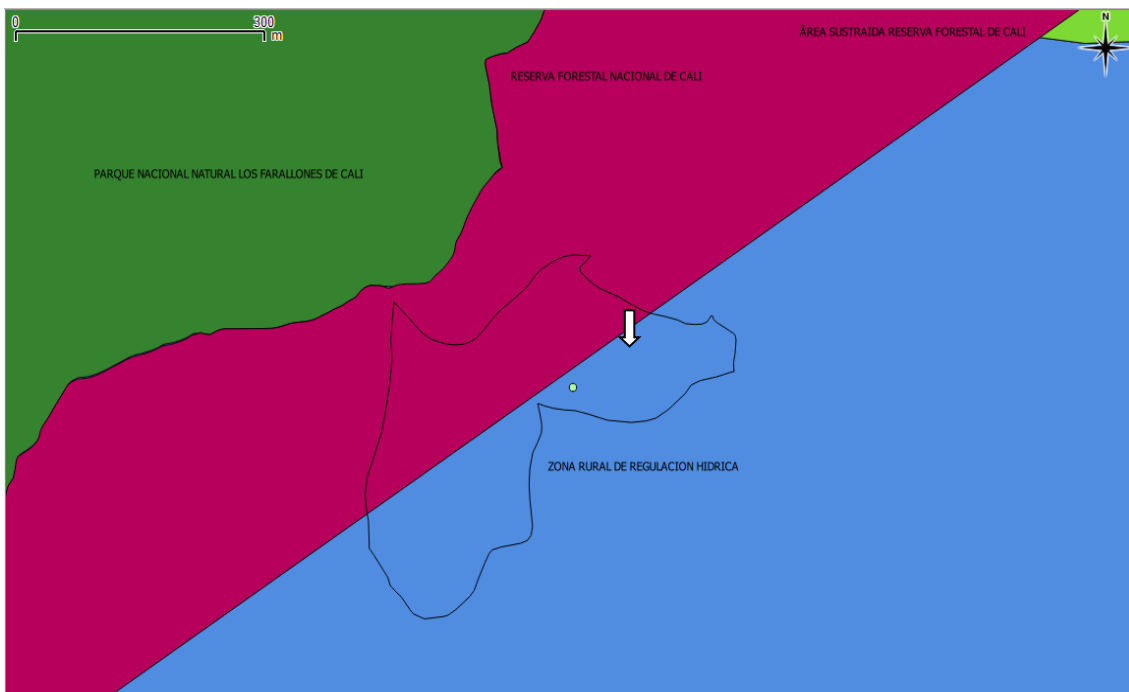 0 300
m
N
ÁREA SUSTRAIDA RESERVA FORESTAL DE CALI
RESERVA FORESTAL NACIONAL DE CALI
PARQUE NACIONAL NATURAL LOS FARALLONES DE CALI
ZONA RURAL DE REGULACION HIDRICA